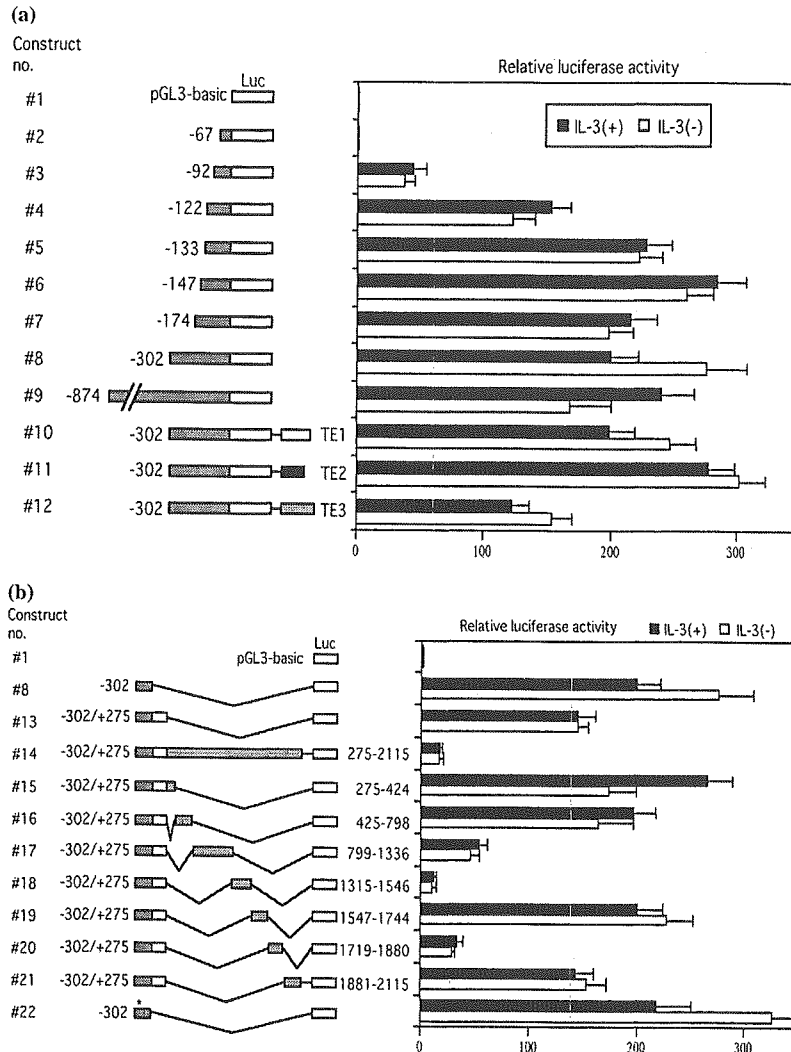 (a)
Construct
no.
Luc
Relative luciferase activity
#1 pGL3-basic
IL-3(+) IL-3(-)
#2 -67
#3 -92
#4 -122
#5 -133
#6 -147
#7 -174
#8 -302
#9 -874
#10 -302 TE1
#11 -302 TE2
#12 -302 TE3
0 100 200 300
(b)
Construct
no.
Luc
Relative luciferase activity IL-3(+) IL-3(-)
#1 pGL3-basic
#8 -302
#13 -302/+275
#14 -302/+275 275-2115
#15 -302/+275 275-424
#16 -302/+275 425-798
#17 -302/+275 799-1336
#18 -302/+275 1315-1546
#19 -302/+275 1547-1744
#20 -302/+275 1719-1880
#21 -302/+275 1881-2115
*
#22 -302
0 100 200 300